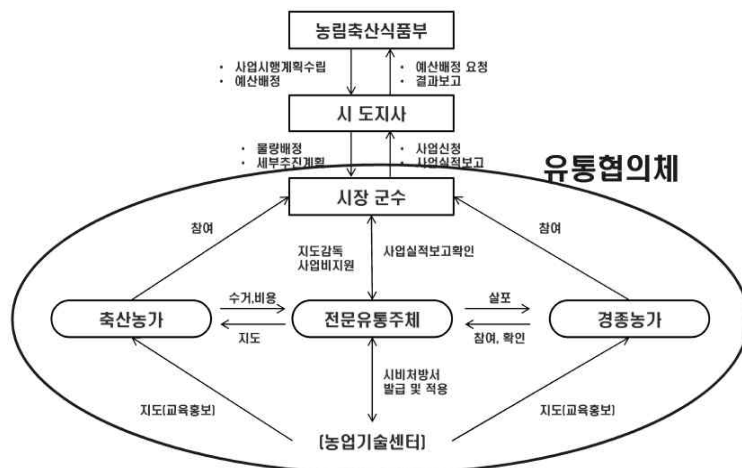 농림축산식품부
• 사업시행계획수립
• 예산배정
• 예산배정 요청
• 결과보고
시 도지사
• 물량배정
• 세부추진계획
• 사업신청
• 사업실적보고
유통협의체
시장 군수
참여
지도감독
사업비지원
사업실적보고확인
참여
축산농가
수거,비용
지도
전문유통주체
살포
참여, 확인
경종농가
시비처방서
발급 및 적용
지도(교육홍보)
지도(교육홍보)
(농업기술센터)